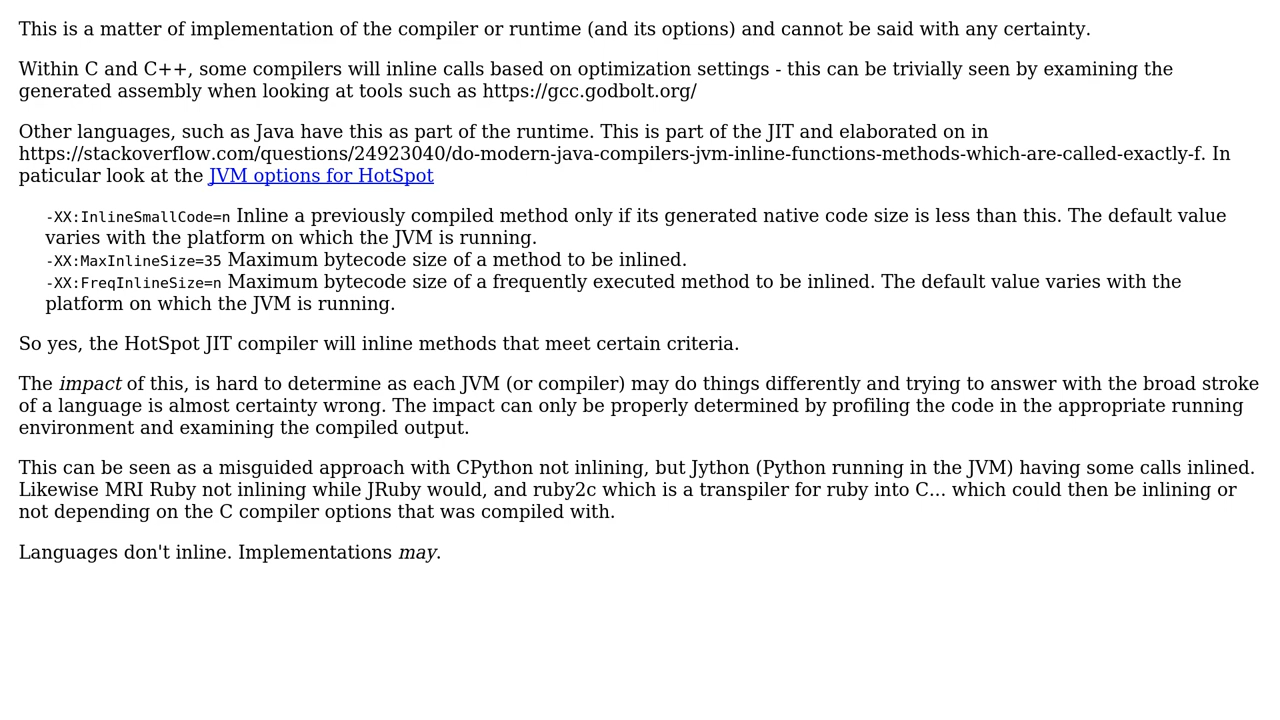 This is a matter of implementation of the compiler or runtime (and its options) and cannot be said with any certainty.
Within C and C++, some compilers will inline calls based on optimization settings - this can be trivially seen by examining the
generated assembly when looking at tools such as https://gcc.godbolt.org/
Other languages, such as Java have this as part of the runtime. This is part of the JIT and elaborated on in
https://stackoverflow.com/questions/24923040/do-modern-java-compilers-jvm-inline-functions-methods-which-are-called-exactly-f. In
paticular look at the JVM options for HotSpot
-XX:InlineSmallCode=n Inline a previously compiled method only if its generated native code size is less than this. The default value
varies with the platform on which the JVM is running.
-XX:MaxInlineSize=35 Maximum bytecode size of a method to be inlined.
-XX:FreqInlineSize=n Maximum bytecode size of a frequently executed method to be inlined. The default value varies with the
platform on which the JVM is running.
So yes, the HotSpot JIT compiler will inline methods that meet certain criteria.
The impact of this, is hard to determine as each JVM (or compiler) may do things differently and trying to answer with the broad stroke
of a language is almost certainty wrong. The impact can only be properly determined by profiling the code in the appropriate running
environment and examining the compiled output.
This can be seen as a misguided approach with CPython not inlining, but Jython (Python running in the JVM) having some calls inlined.
Likewise MRI Ruby not inlining while JRuby would, and ruby2c which is a transpiler for ruby into C... which could then be inlining or
not depending on the C compiler options that was compiled with.
Languages don't inline. Implementations may.